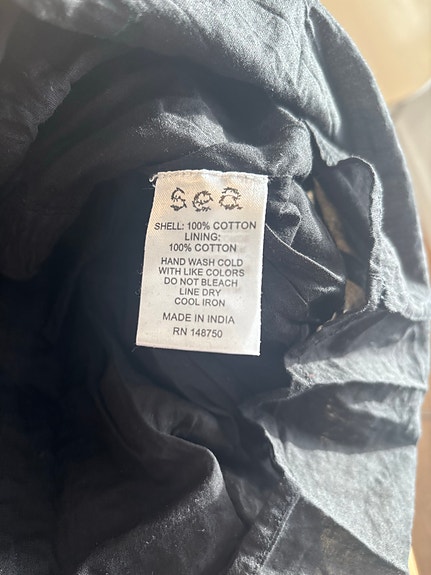 sea
SHELL: 100% COTTON
LINING:
100% COTTON
HAND WASH COLD
WITH LIKE COLORS
DO NOT BLEACH
LINE DRY
COOL IRON
MADE IN INDIA
RN 148750